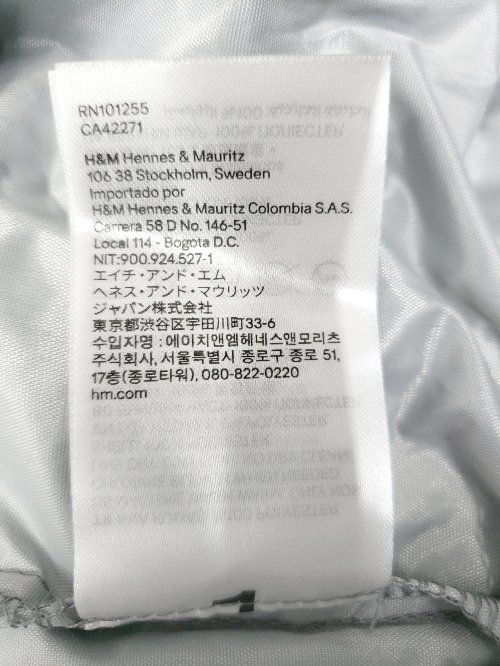 RN101255
CA42271
H&M Hennes & Mauritz
106 38 Stockholm, Sweden
Importado por
H&M Hennes & Mauritz Colombia S.A.S.
Carrera 58 D No. 146-51
Local 114 - Bogota D.C.
NIT:900.924.527-1
エイチ・アンド・エム
ヘネス・アンド・マウリッツ
ジャパン株式会社
東京都渋谷区宇田川町33-6
수입자명 : 에이치앤엠헤네스앤모리츠
주식회사, 서울특별시 종로구 종로 51,
17층(종로타워), 080-822-0220
hm.com